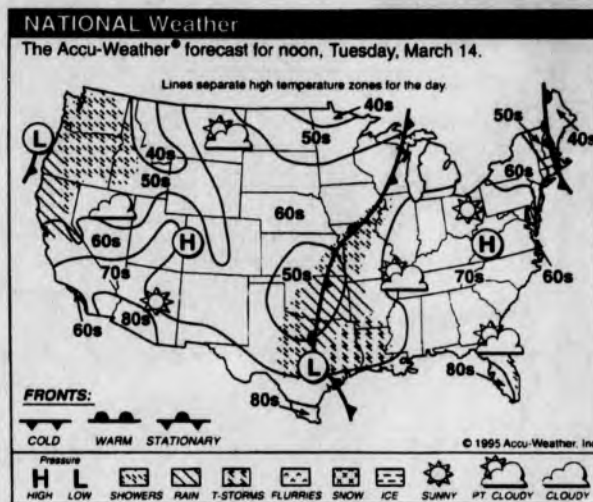 NATIONAL Weather
The Accu-Weather® forecast for noon, Tuesday, March 14.
Lines separate high temperature zones for the day.
40s
50s
50s
40s
60s
40s
50s
60s
60s
50s
70s
60s
70s
60s
80s
80s
80s
L
H
H
L
FRONTS:
COLD WARM STATIONARY
© 1995 Accu-Weather, Inc.
Pressure
H L
HIGH LOW SHOWERS RAIN T-STORMS FLURRIES SNOW ICE SUNNY PT. CLOUDY CLOUDY